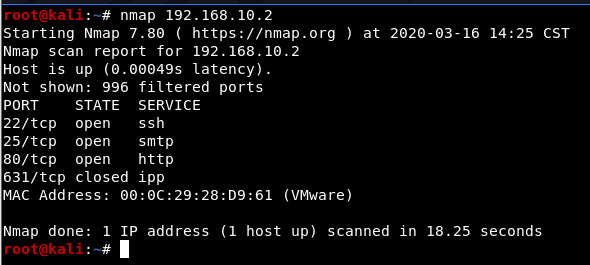 root@kali:~# nmap 192.168.10.2
Starting Nmap 7.80 ( https://nmap.org ) at 2020-03-16 14:25 CST
Nmap scan report for 192.168.10.2
Host is up (0.00049s latency).
Not shown: 996 filtered ports
PORT    STATE  SERVICE
22/tcp  open   ssh
25/tcp  open   smtp
80/tcp  open   http
631/tcp closed ipp
MAC Address: 00:0C:29:28:D9:61 (VMware)
Nmap done: 1 IP address (1 host up) scanned in 18.25 seconds
root@kali:~#